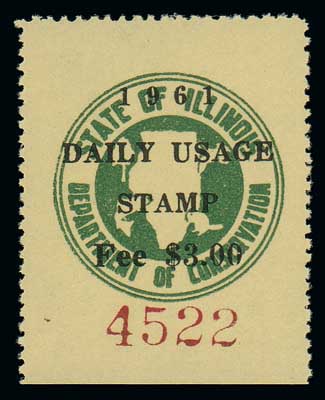 1961
STATE OF ILLINOIS
DAILY USAGE
STAMP
Fee $3.00
DEPARTMENT OF CONSERVATION
4522